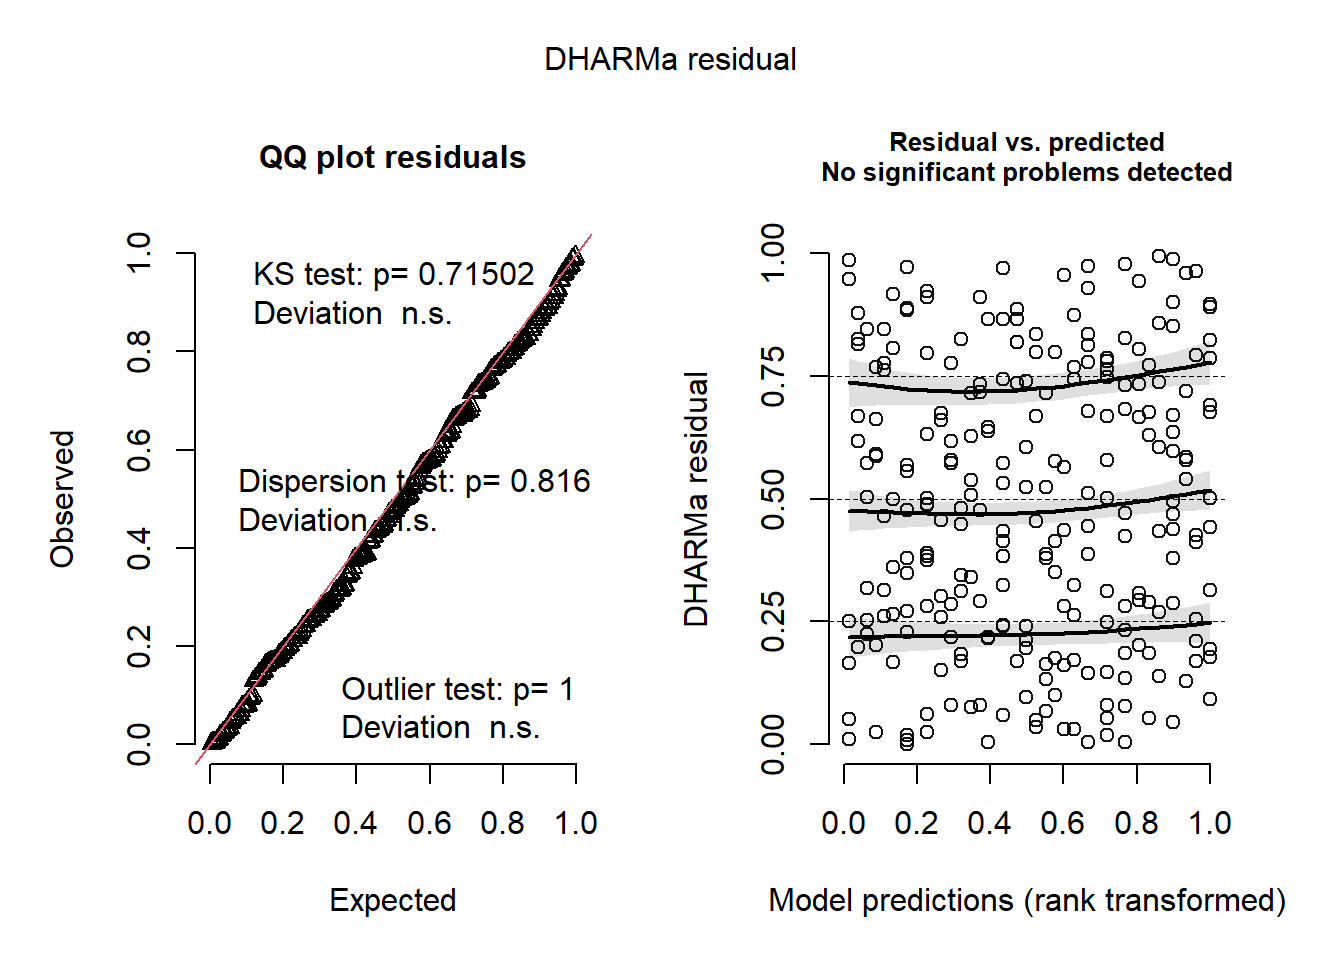 DHARMa residual
QQ plot residuals
KS test: p= 0.71502
Deviation  n.s.
Dispersion test: p= 0.816
Deviation n.s.
Outlier test: p= 1
Deviation  n.s.
Observed
0.0
0.2
0.4
0.6
0.8
1.0
0.0 0.2 0.4 0.6 0.8 1.0
Expected
Residual vs. predicted
No significant problems detected
DHARMa residual
0.00
0.25
0.50
0.75
1.00
0.0 0.2 0.4 0.6 0.8 1.0
Model predictions (rank transformed)